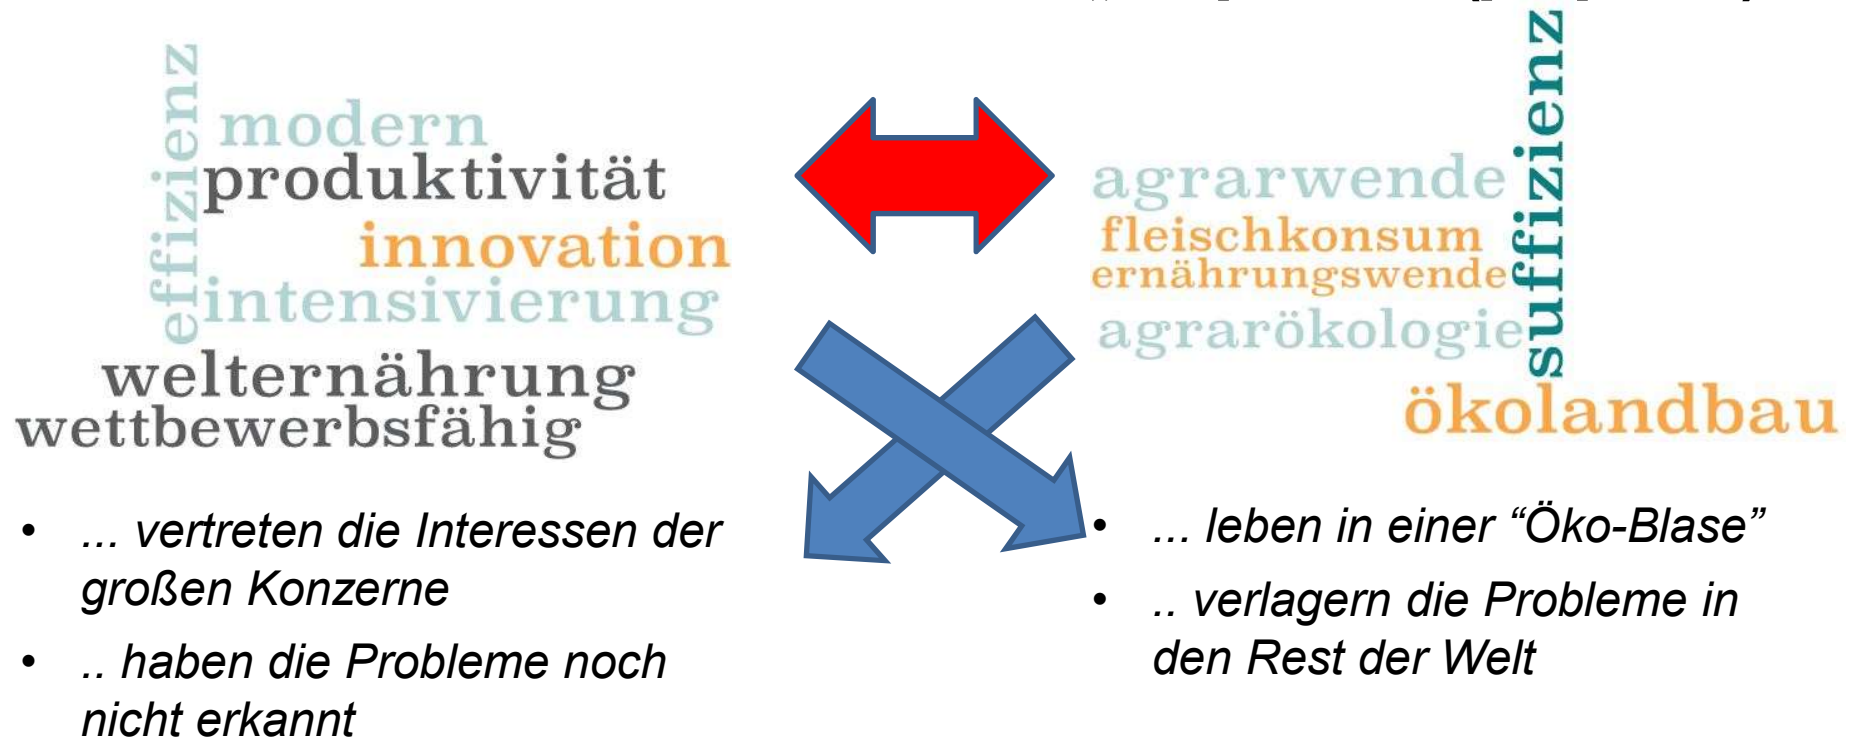 effizienz
modern
produktivität
innovation
intensivierung
welternährung
wettbewerbsfähig
agrarwende
fleischkonsum
ernährungswende
agrarökologie
suffizienz
ökolandbau
• ... vertreten die Interessen der
großen Konzerne
• .. haben die Probleme noch
nicht erkannt
• ... leben in einer “Öko-Blase”
• .. verlagern die Probleme in
den Rest der Welt